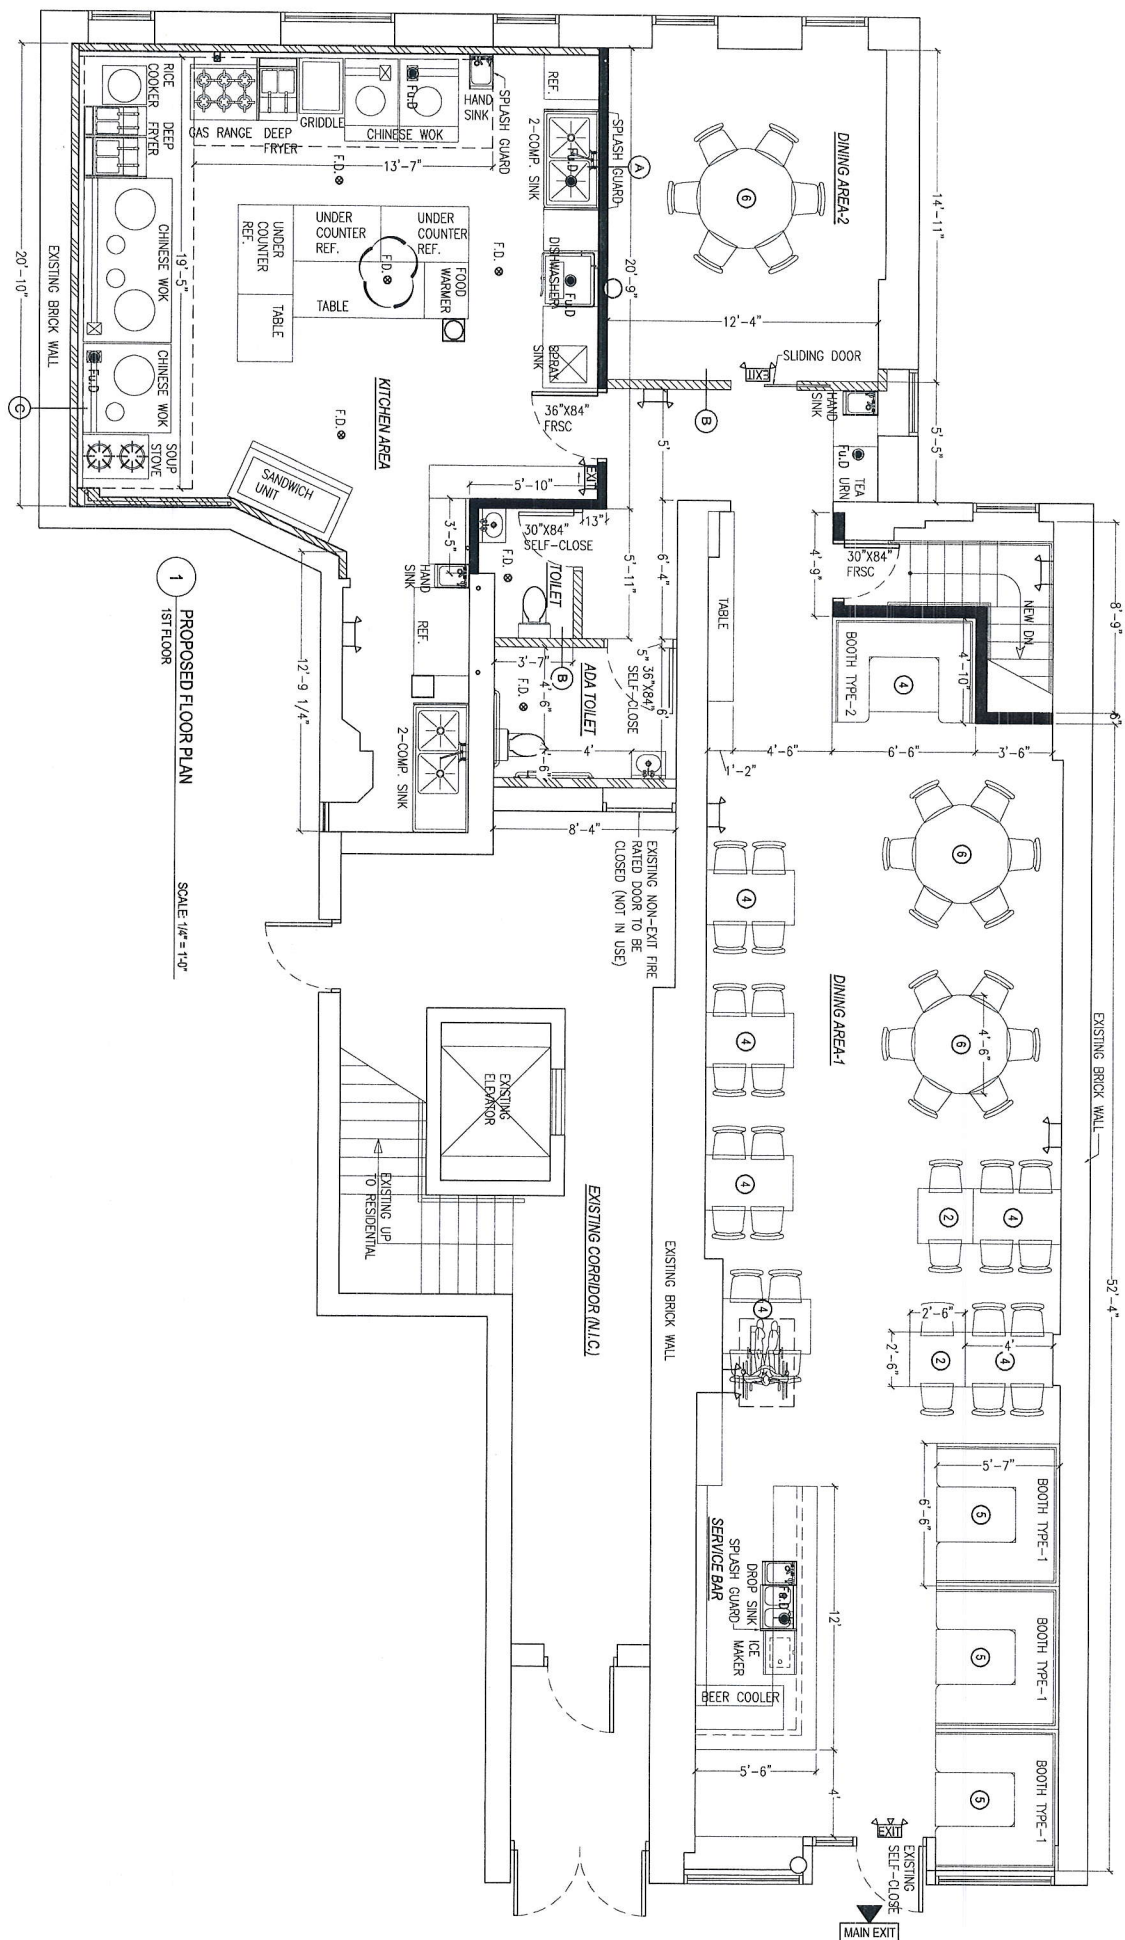 DINING AREA-2
14'-11"
6
12'-4"
SLIDING DOOR
EXIT
HAND
SINK
Fu.D
TEA
URN
5'-5"
REF.
SPLASH GUARD
2-COMP. SINK
Fu.D
A
DISHWASHER
Fu.D
20'-9"
SPRAY
SINK
B
36"X84"
FRSC
5'
EXIT
HAND
SINK
SPLASH GUARD
Fu.D
CHINESE WOK
GRIDDLE
DEEP
FRYER
GAS RANGE
13'-7"
F.D.
RICE
COOKER
DEEP
FRYER
CHINESE WOK
19'-5"
CHINESE WOK
Fu.D
SOUP
STOVE
C
EXISTING BRICK WALL
20'-10"
UNDER
COUNTER
REF.
UNDER
COUNTER
REF.
UNDER
COUNTER
REF.
F.D.
FOOD
WARMER
TABLE
TABLE
F.D.
KITCHEN AREA
F.D.
SANDWICH
UNIT
5'-10"
3'-5"
13"
30"X84"
SELF-CLOSE
F.D.
TOILET
5'-11"
6'-4"
HAND
SINK
REF.
2-COMP. SINK
12'-9 1/4"
3'-7"
B
4'-6"
F.D.
ADA TOILET
5"
36"X84"
SELF-CLOSE
6'
4'
8'-4"
EXISTING NON-EXIT FIRE
RATED DOOR TO BE
CLOSED (NOT IN USE)
TABLE
4'-9"
30"X84"
FRSC
NEW DN
8'-9"
BOOTH TYPE-2
4
4'-10"
6"
1'-2"
4'-6"
6'-6"
3'-6"
6
6
4'-6"
DINING AREA-1
4
4
4
4
EXISTING BRICK WALL
52'-4"
2
4
2
4
2'-6"
4'
2'-6"
5'-7"
6'-6"
BOOTH TYPE-1
5
BOOTH TYPE-1
5
BOOTH TYPE-1
5
SERVICE BAR
SPLASH GUARD
DROP SINK
Fu.D
ICE
MAKER
BEER COOLER
12'
5'-6"
4'
EXIT
EXISTING
SELF-CLOSE
MAIN EXIT
EXISTING BRICK WALL
EXISTING CORRIDOR (N.I.C.)
EXISTING
ELEVATOR
EXISTING UP
TO RESIDENTIAL
1
PROPOSED FLOOR PLAN
1ST FLOOR
SCALE: 1/4" = 1'-0"